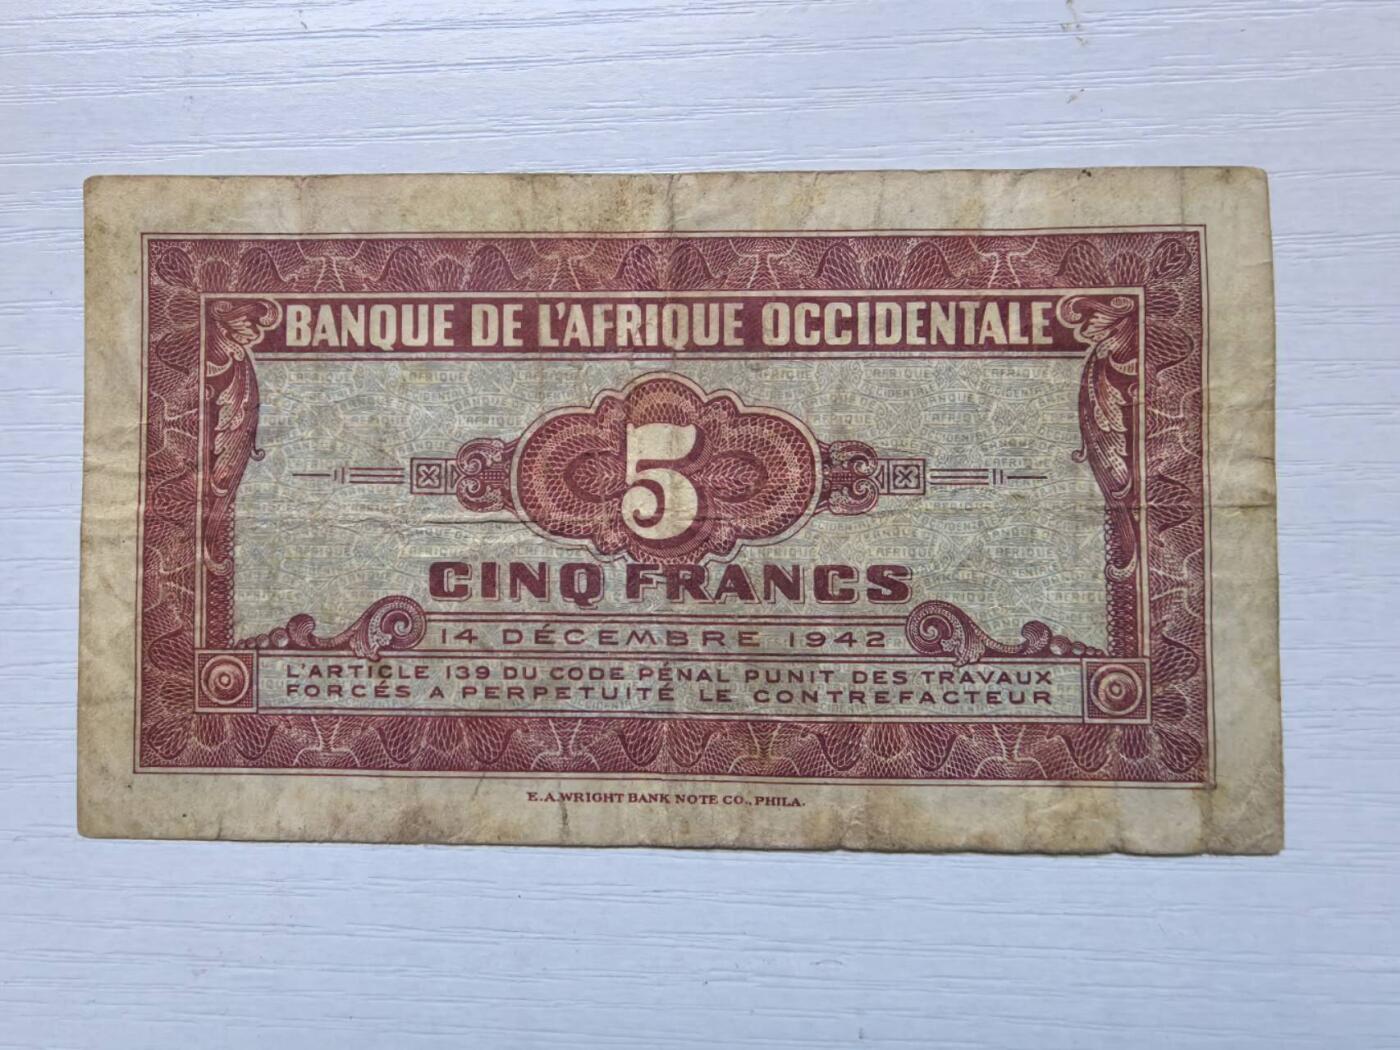 BANQUE DE L'AFRIQUE OCCIDENTALE
5
CINQ FRANCS
14 DÉCEMBRE 1942
L'ARTICLE 139 DU CODE PÉNAL PUNIT DES TRAVAUX
FORCÉS A PERPETUITÉ LE CONTREFACTEUR
E.A.WRIGHT BANK NOTE CO., PHILA.